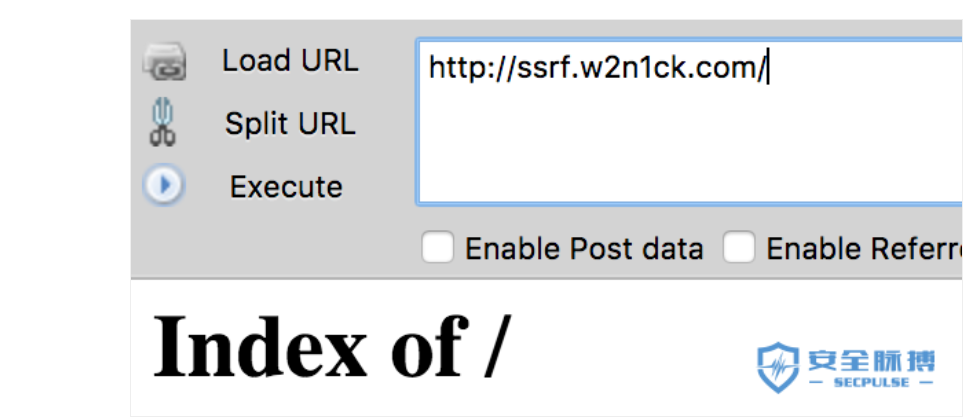 Load URL
http://ssrf.w2n1ck.com/
Split URL
Execute
Enable Post data
Enable Referr
Index of /
安全脉搏
SECPULSE